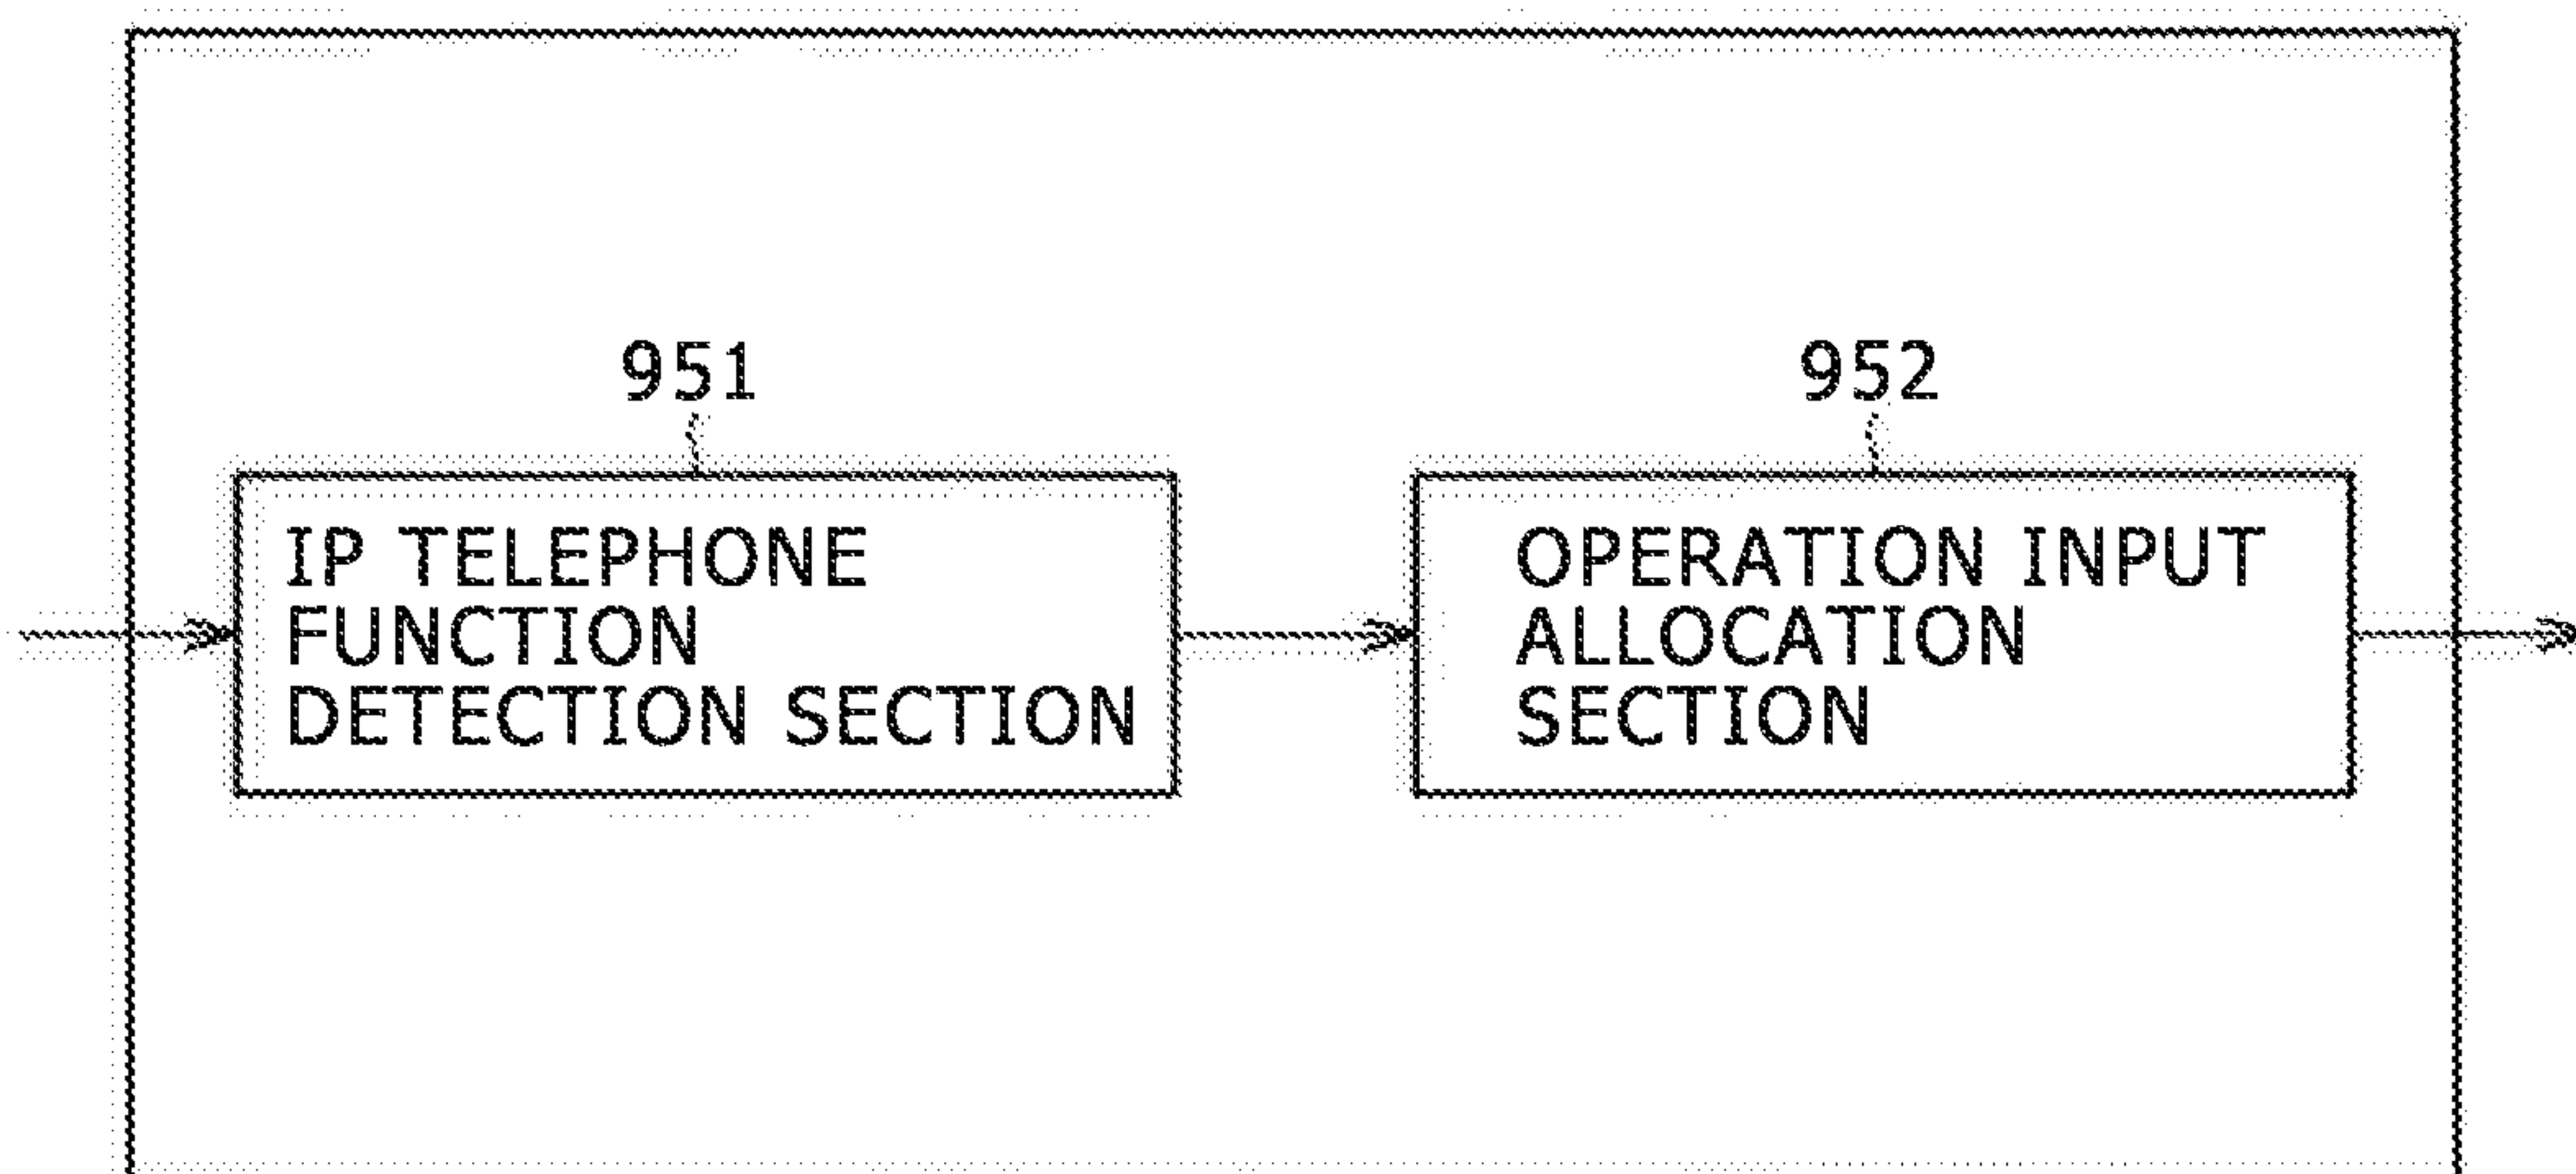 951
952
IP TELEPHONE
FUNCTION
DETECTION SECTION
OPERATION INPUT
ALLOCATION
SECTION